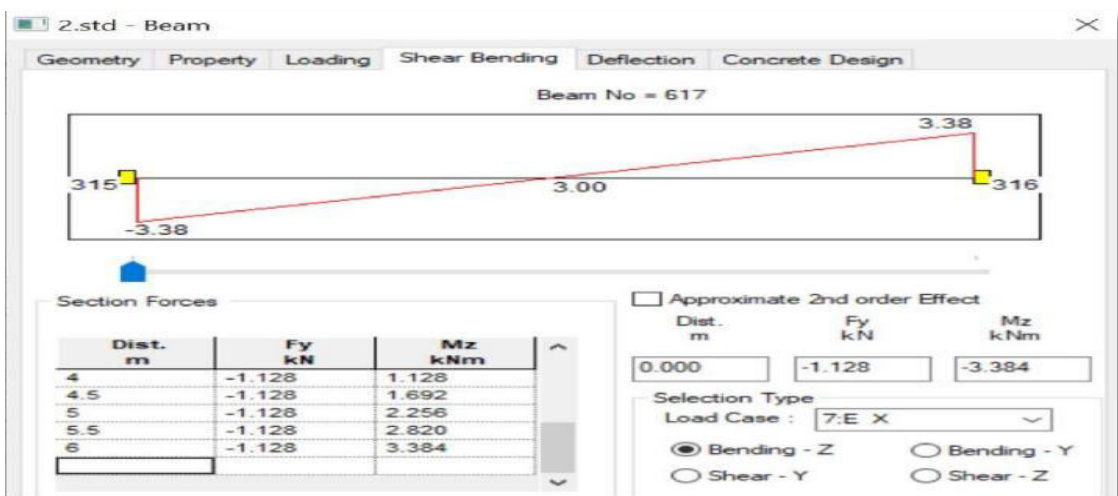 2.std - Beam
Geometry Property Loading Shear Bending Deflection Concrete Design
Beam No = 617
3.38
315 3.00 316
-3.38
Section Forces
Dist. Fy Mz
m kN kNm
4 -1.128 1.128
4.5 -1.128 1.692
5 -1.128 2.256
5.5 -1.128 2.820
6 -1.128 3.384
Approximate 2nd order Effect
Dist. Fy Mz
m kN kNm
0.000 -1.128 -3.384
Selection Type
Load Case : 7:E X
Bending - Z Bending - Y
Shear - Y Shear - Z